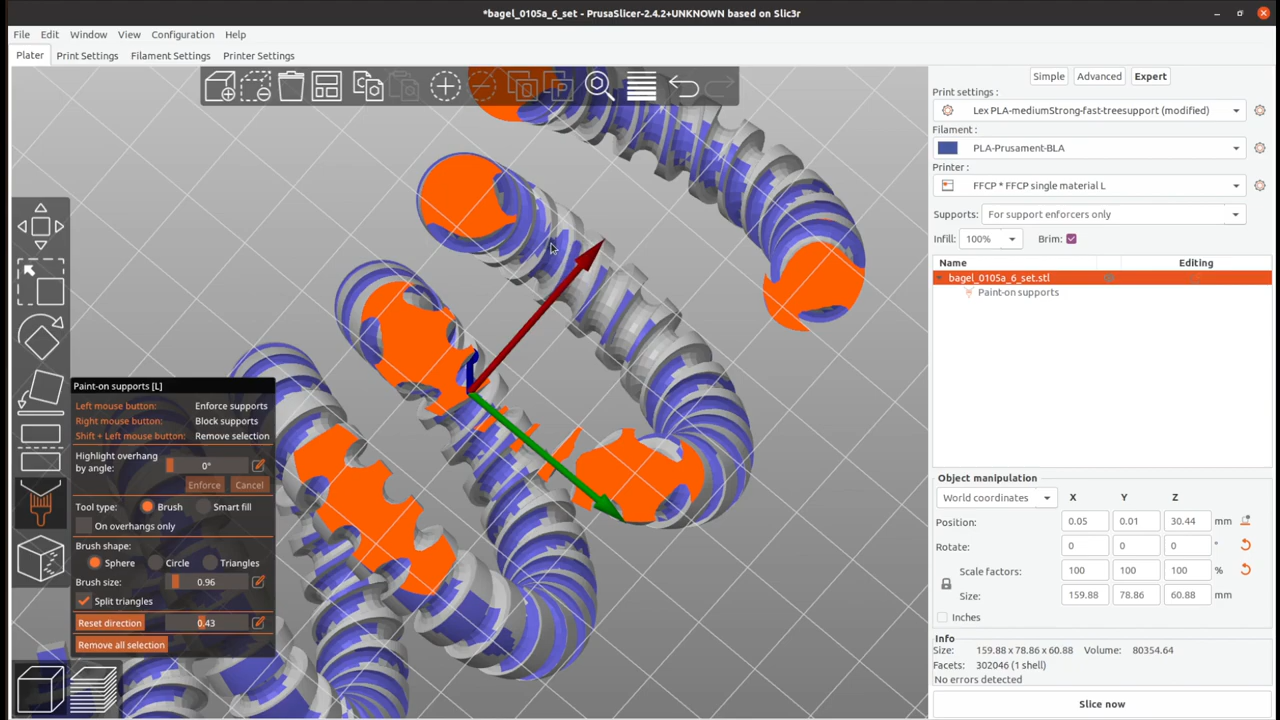 *bagel_0105a_6_set - PrusaSlicer-2.4.2+UNKNOWN based on Slic3r
File Edit Window View Configuration Help
Plater Print Settings Filament Settings Printer Settings
Simple Advanced Expert
Print settings:
Lex PLA-mediumStrong-fast-treesupport (modified)
Filament :
PLA-Prusament-BLA
Printer :
FFCP * FFCP single material L
Supports: For support enforcers only
Infill: 100% Brim:
Name Editing
bagel_0105a_6_set.stl
Paint-on supports
Paint-on supports [L]
Left mouse button: Enforce supports
Right mouse button: Block supports
Shift + Left mouse button: Remove selection
Highlight overhang
by angle: 0°
Enforce Cancel
Tool type: Brush Smart fill
On overhangs only
Brush shape:
Sphere Circle Triangles
Brush size: 0.96
Split triangles
Reset direction 0.43
Remove all selection
Object manipulation
World coordinates X Y Z
Position: 0.05 0.01 30.44 mm
Rotate: 0 0 0 °
Scale factors: 100 100 100 %
Size: 159.88 78.86 60.88 mm
Inches
Info
Size: 159.88 x 78.86 x 60.88 Volume: 80354.64
Facets: 302046 (1 shell)
No errors detected
Slice now